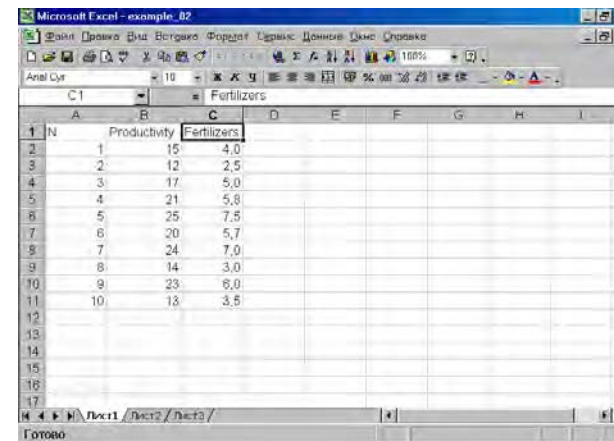 Microsoft Excel - example_02
Файл Правка Вид Вставка Формат Сервис Данные Окно Справка
100%
Arial Cyr 10 Ж К Ч
C1 = Fertilizers
A B C D E F G H I
1 N Productivity Fertilizers
2 1 15 4,0
3 2 12 2,5
4 3 17 5,0
5 4 21 5,8
6 5 25 7,5
7 6 20 5,7
8 7 24 7,0
9 8 14 3,0
10 9 23 6,0
11 10 13 3,5
12
13
14
15
16
17
Лист1 / Лист2 / Лист3 /
Готово